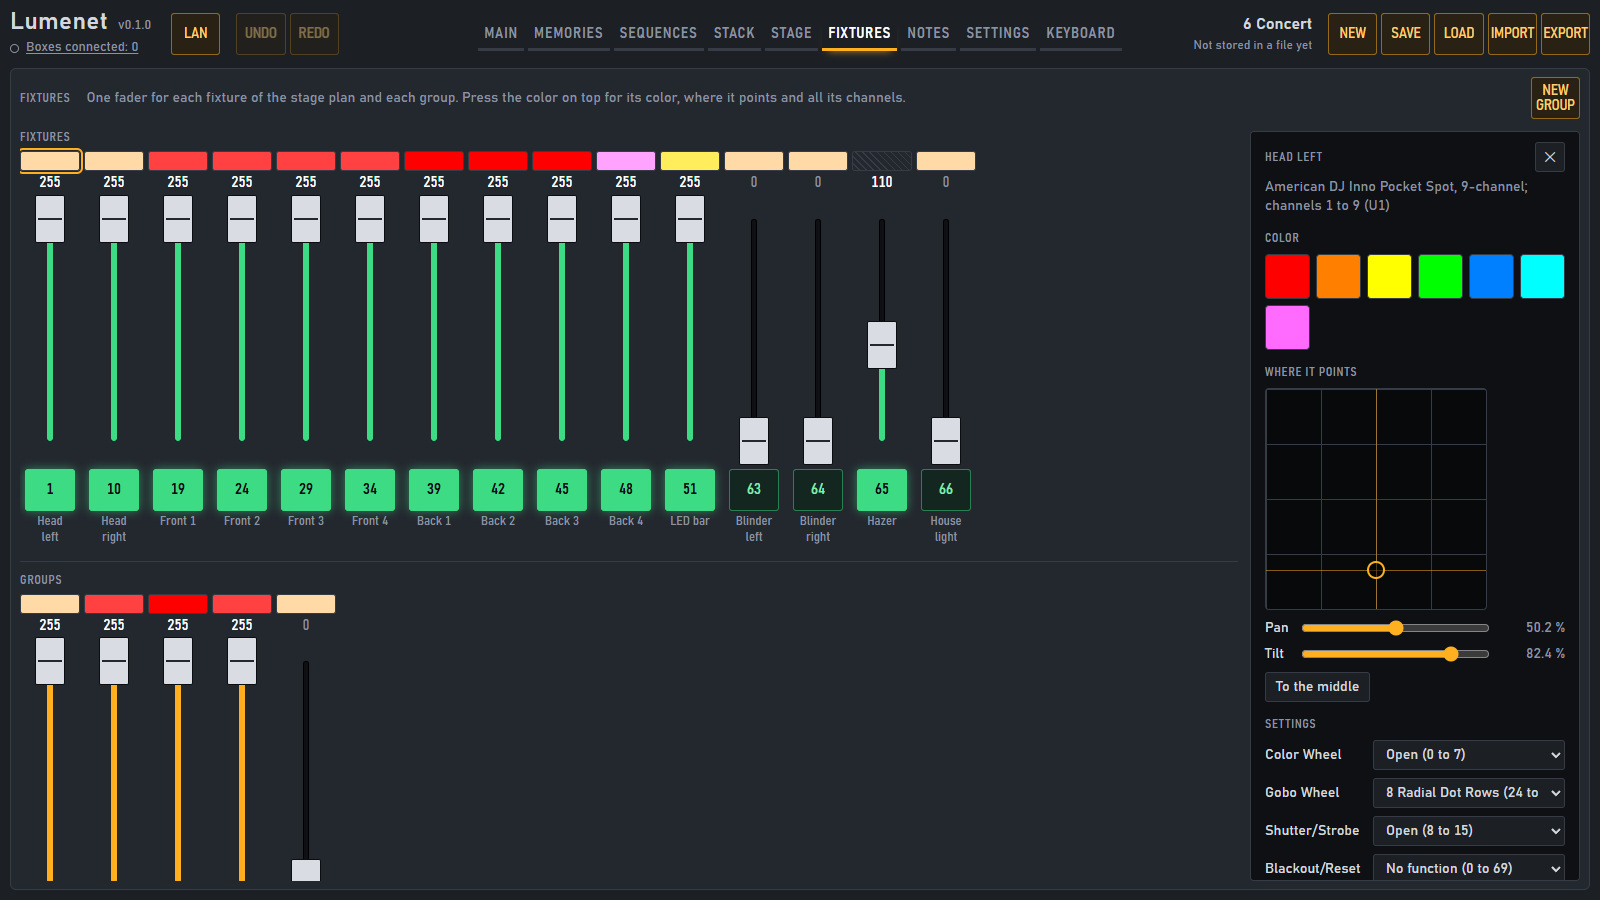 Lumenet v0.1.0
Boxes connected: 0
LAN
UNDO
REDO
MAIN
MEMORIES
SEQUENCES
STACK
STAGE
FIXTURES
NOTES
SETTINGS
KEYBOARD
6 Concert
Not stored in a file yet
NEW
SAVE
LOAD
IMPORT
EXPORT
FIXTURES One fader for each fixture of the stage plan and each group. Press the color on top for its color, where it points and all its channels.
NEW
GROUP
FIXTURES
255 255 255 255 255 255 255 255 255 255 255 0 0 110 0
1 10 19 24 29 34 39 42 45 48 51 63 64 65 66
Head left
Head right
Front 1
Front 2
Front 3
Front 4
Back 1
Back 2
Back 3
Back 4
LED bar
Blinder left
Blinder right
Hazer
House light
GROUPS
255 255 255 255 0
HEAD LEFT
American DJ Inno Pocket Spot, 9-channel;
channels 1 to 9 (U1)
COLOR
WHERE IT POINTS
Pan 50.2 %
Tilt 82.4 %
To the middle
SETTINGS
Color Wheel Open (0 to 7)
Gobo Wheel 8 Radial Dot Rows (24 to
Shutter/Strobe Open (8 to 15)
Blackout/Reset No function (0 to 69)